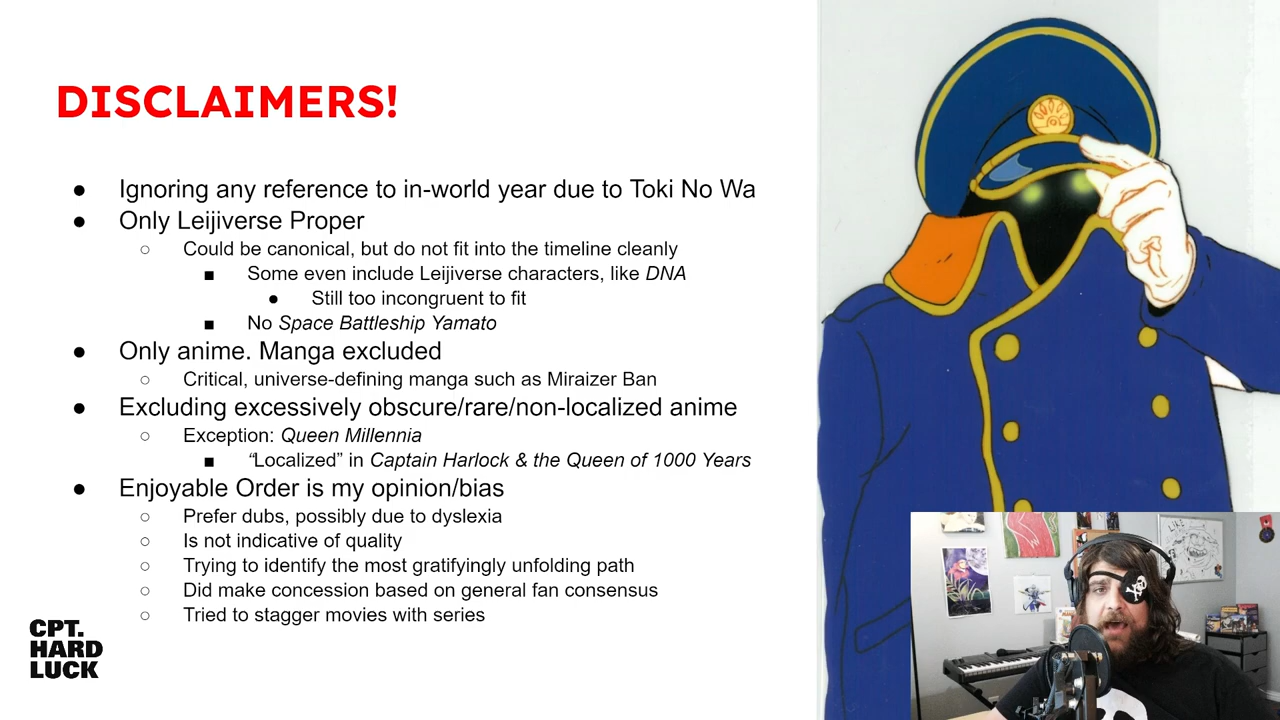 DISCLAIMERS!
● Ignoring any reference to in-world year due to Toki No Wa
● Only Leijiverse Proper
○ Could be canonical, but do not fit into the timeline cleanly
■ Some even include Leijiverse characters, like DNA
● Still too incongruent to fit
■ No Space Battleship Yamato
● Only anime. Manga excluded
○ Critical, universe-defining manga such as Miraizer Ban
● Excluding excessively obscure/rare/non-localized anime
○ Exception: Queen Millennia
■ “Localized” in Captain Harlock & the Queen of 1000 Years
● Enjoyable Order is my opinion/bias
○ Prefer dubs, possibly due to dyslexia
○ Is not indicative of quality
○ Trying to identify the most gratifyingly unfolding path
○ Did make concession based on general fan consensus
○ Tried to stagger movies with series
CPT.
HARD
LUCK